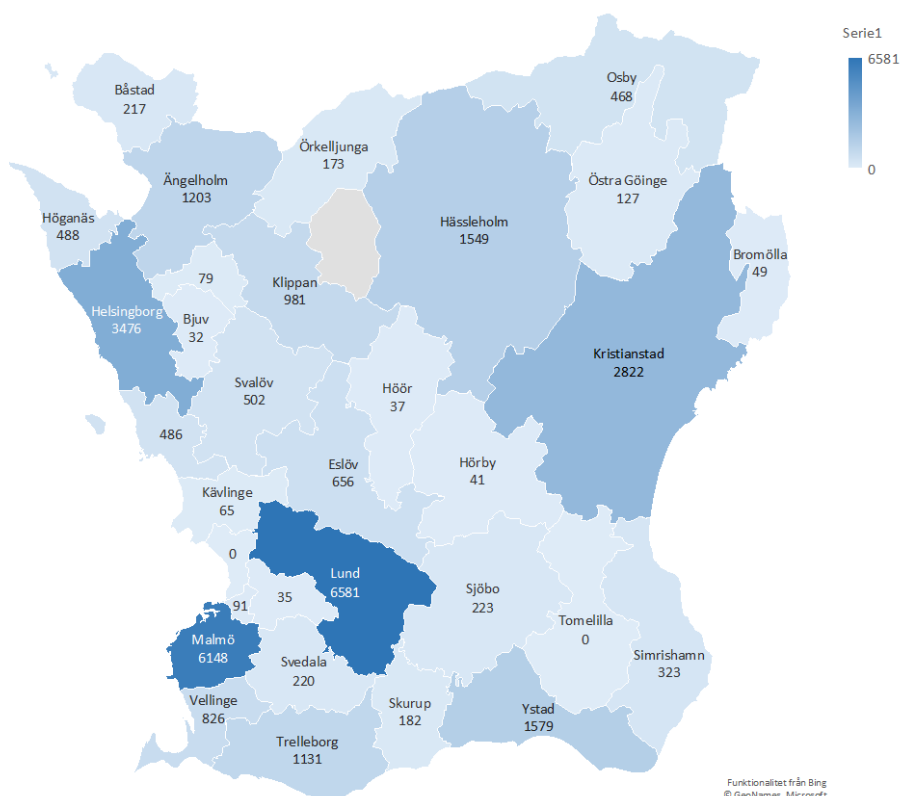 Serie1
6581
0
Båstad
217
Osby
468
Örkelljunga
173
Ängelholm
1203
Östra Göinge
127
Höganäs
488
Hässleholm
1549
Bromölla
49
79
Klippan
981
Helsingborg
3476
Bjuv
32
Kristianstad
2822
Svalöv
502
Höör
37
486
Eslöv
656
Hörby
41
Kävlinge
65
0
Lund
6581
Sjöbo
223
35
91
Tomelilla
0
Malmö
6148
Svedala
220
Simrishamn
323
Vellinge
826
Skurup
182
Ystad
1579
Trelleborg
1131
Funktionalitet från Bing
© GeoNames, Microsoft